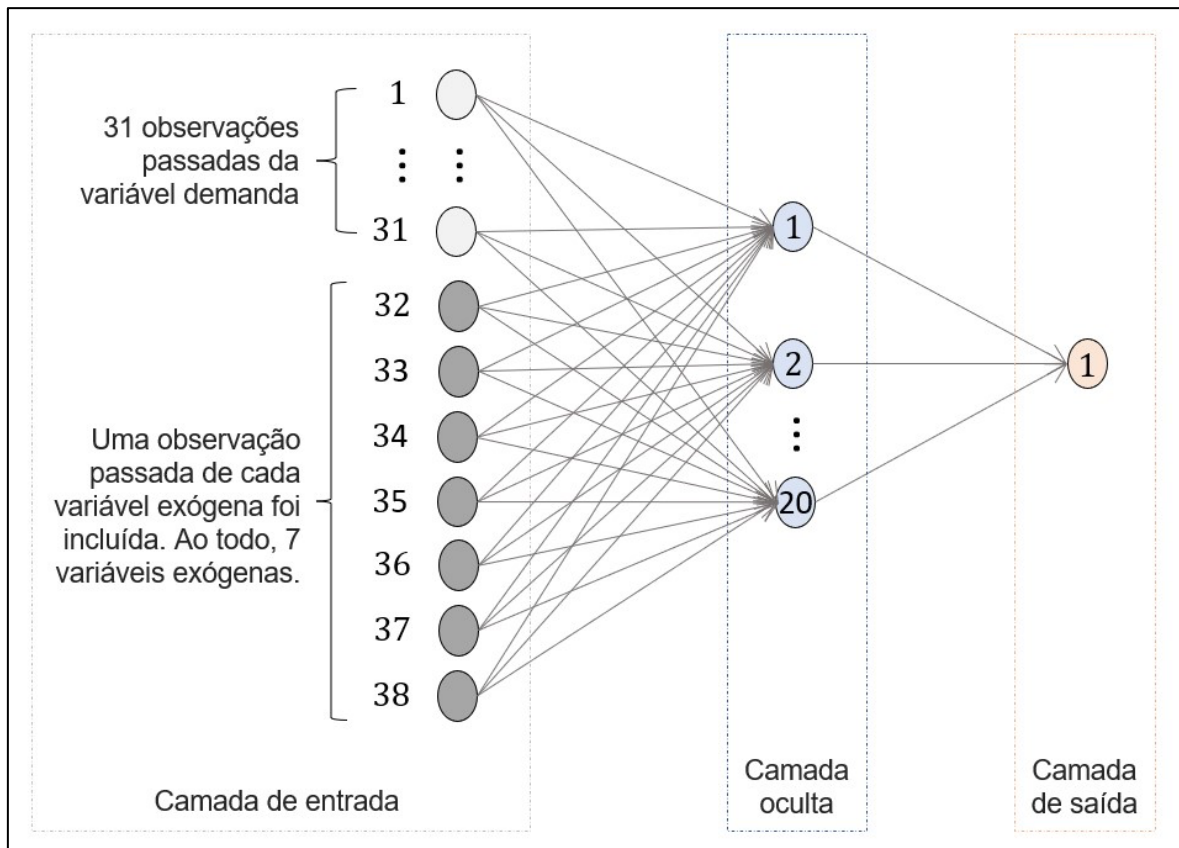 31 observações
passadas da
variável demanda
1
31
32
33
34
35
36
37
38
Uma observação
passada de cada
variável exógena foi
incluída. Ao todo, 7
variáveis exógenas.
Camada de entrada
1
2
20
Camada
oculta
1
Camada
de saída